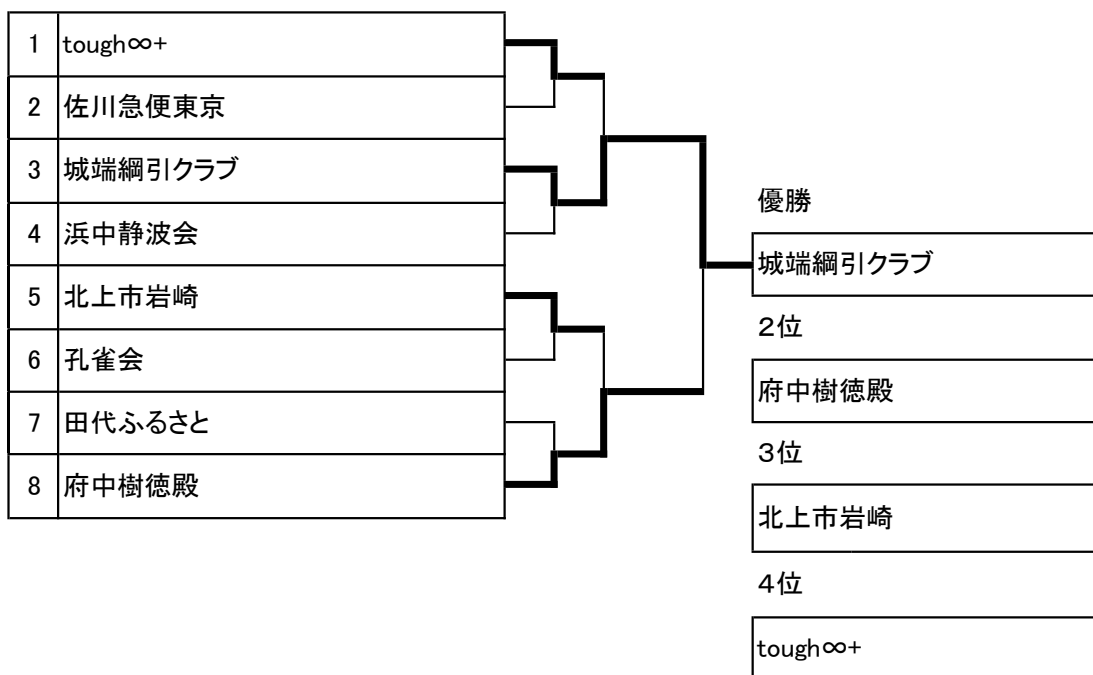 1 tough∞+
2 佐川急便東京
3 城端綱引クラブ
4 浜中静波会
5 北上市岩崎
6 孔雀会
7 田代ふるさと
8 府中樹徳殿
優勝
城端綱引クラブ
2位
府中樹徳殿
3位
北上市岩崎
4位
tough∞+